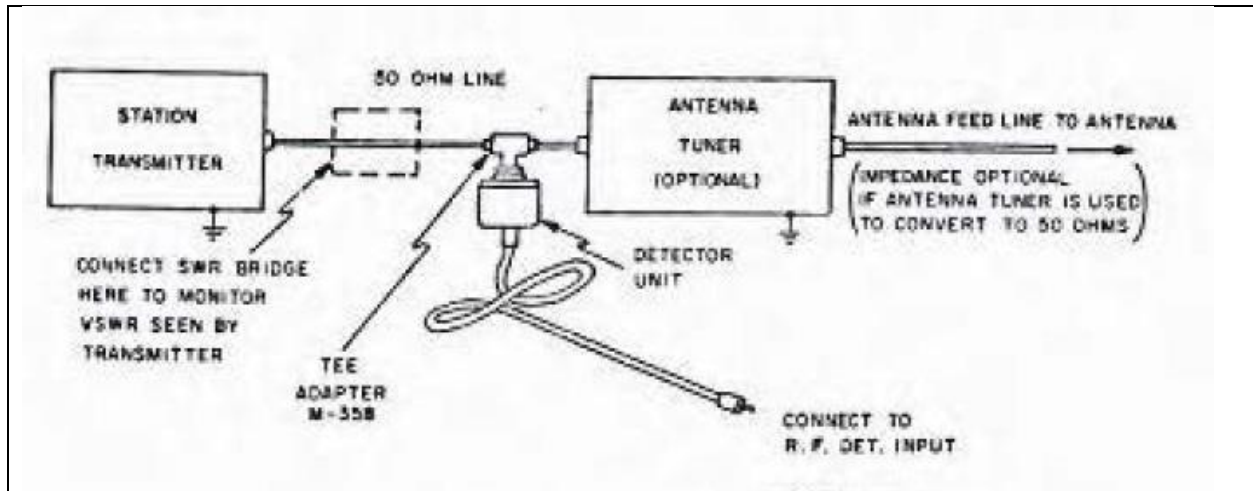 STATION
TRANSMITTER
50 OHM LINE
ANTENNA
TUNER
(OPTIONAL)
ANTENNA FEED LINE TO ANTENNA
(IMPEDANCE OPTIONAL
IF ANTENNA TUNER IS USED
TO CONVERT TO 50 OHMS)
CONNECT SWR BRIDGE
HERE TO MONITOR
VSWR SEEN BY
TRANSMITTER
DETECTOR
UNIT
TEE
ADAPTER
M-358
CONNECT TO
R.F. DET. INPUT